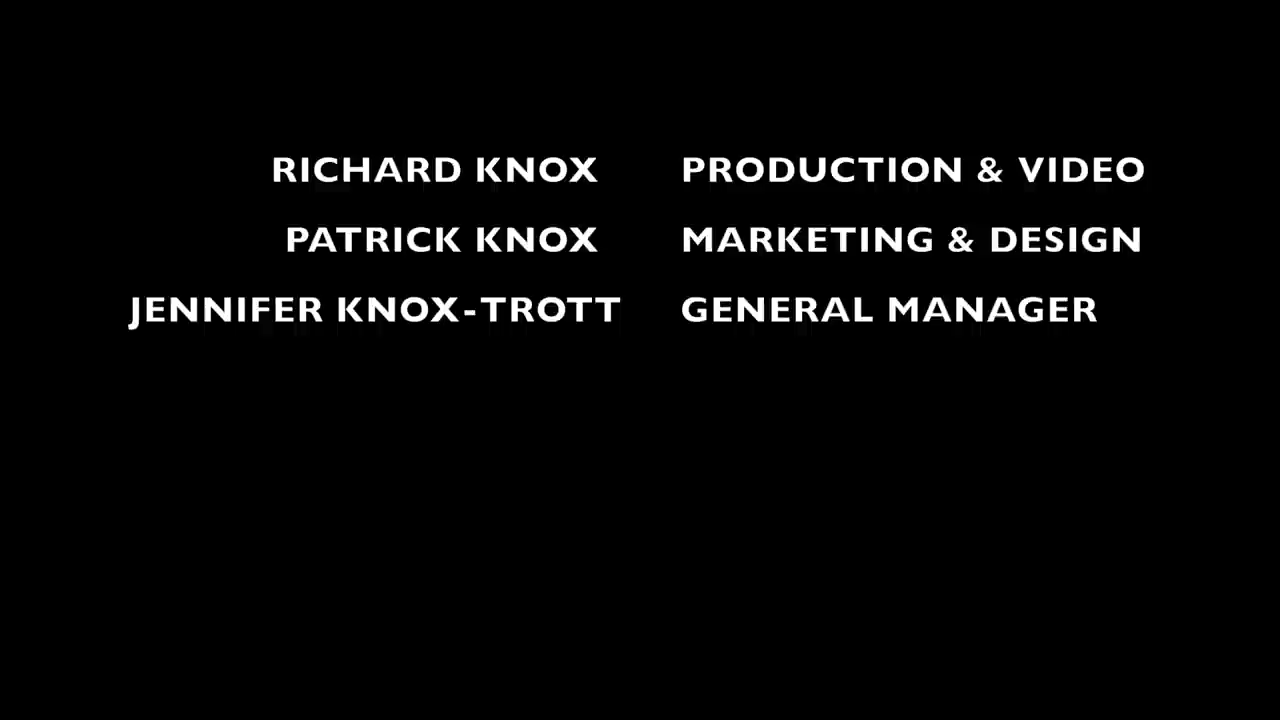 RICHARD KNOX PRODUCTION & VIDEO
PATRICK KNOX MARKETING & DESIGN
JENNIFER KNOX-TROTT GENERAL MANAGER